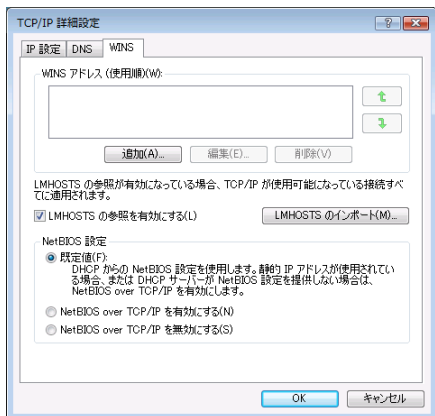 TCP/IP 詳細設定
IP 設定 DNS WINS
WINS アドレス (使用順)(W):
追加(A)... 編集(E)... 削除(V)
LMHOSTS の参照が有効になっている場合、TCP/IP が使用可能になっている接続すべ
てに適用されます。
LMHOSTS の参照を有効にする(L) LMHOSTS のインポート(M)...
NetBIOS 設定
既定値(F):
DHCP からの NetBIOS 設定を使用します。静的 IP アドレスが使用されてい
る場合、または DHCP サーバーが NetBIOS 設定を提供しない場合は、
NetBIOS over TCP/IP を有効にします。
NetBIOS over TCP/IP を有効にする(N)
NetBIOS over TCP/IP を無効にする(S)
OK キャンセル